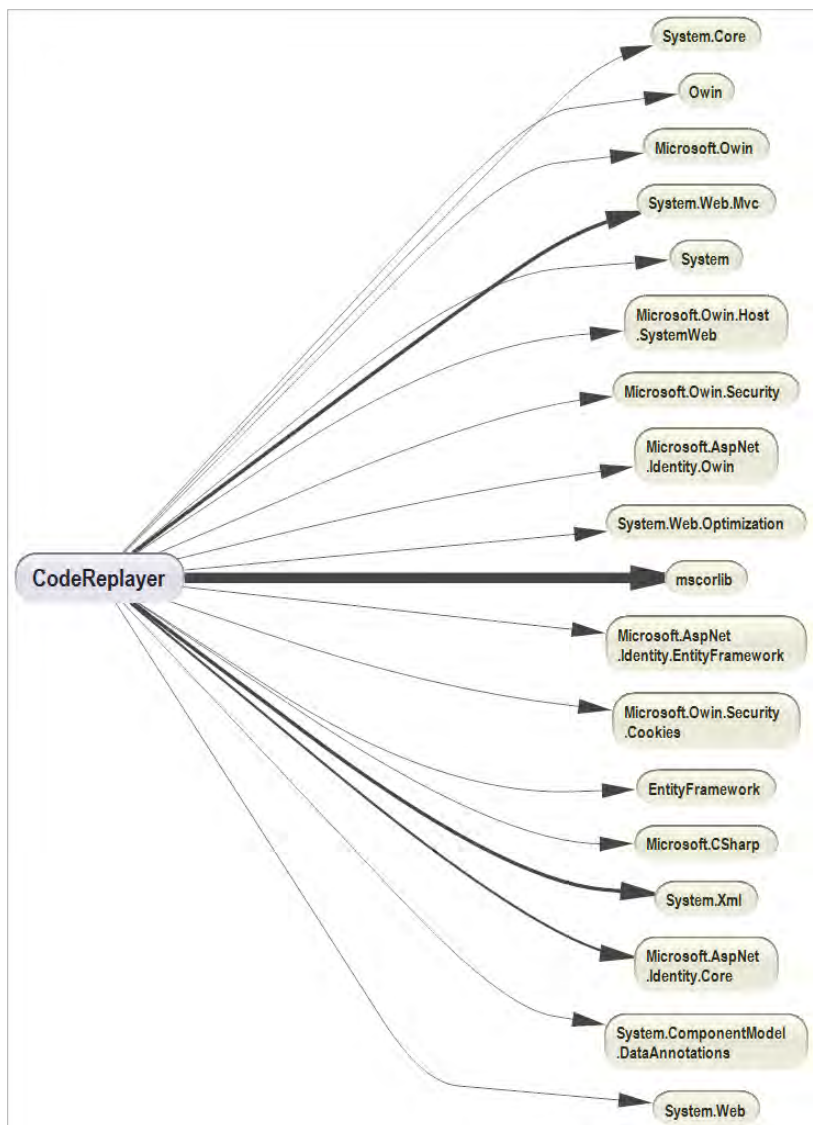 System.Core
Owin
Microsoft.Owin
System.Web.Mvc
System
Microsoft.Owin.Host
.SystemWeb
Microsoft.Owin.Security
Microsoft.AspNet
.Identity.Owin
System.Web.Optimization
CodeReplayer
mscorlib
Microsoft.AspNet
.Identity.EntityFramework
Microsoft.Owin.Security
.Cookies
EntityFramework
Microsoft.CSharp
System.Xml
Microsoft.AspNet
.Identity.Core
System.ComponentModel
.DataAnnotations
System.Web